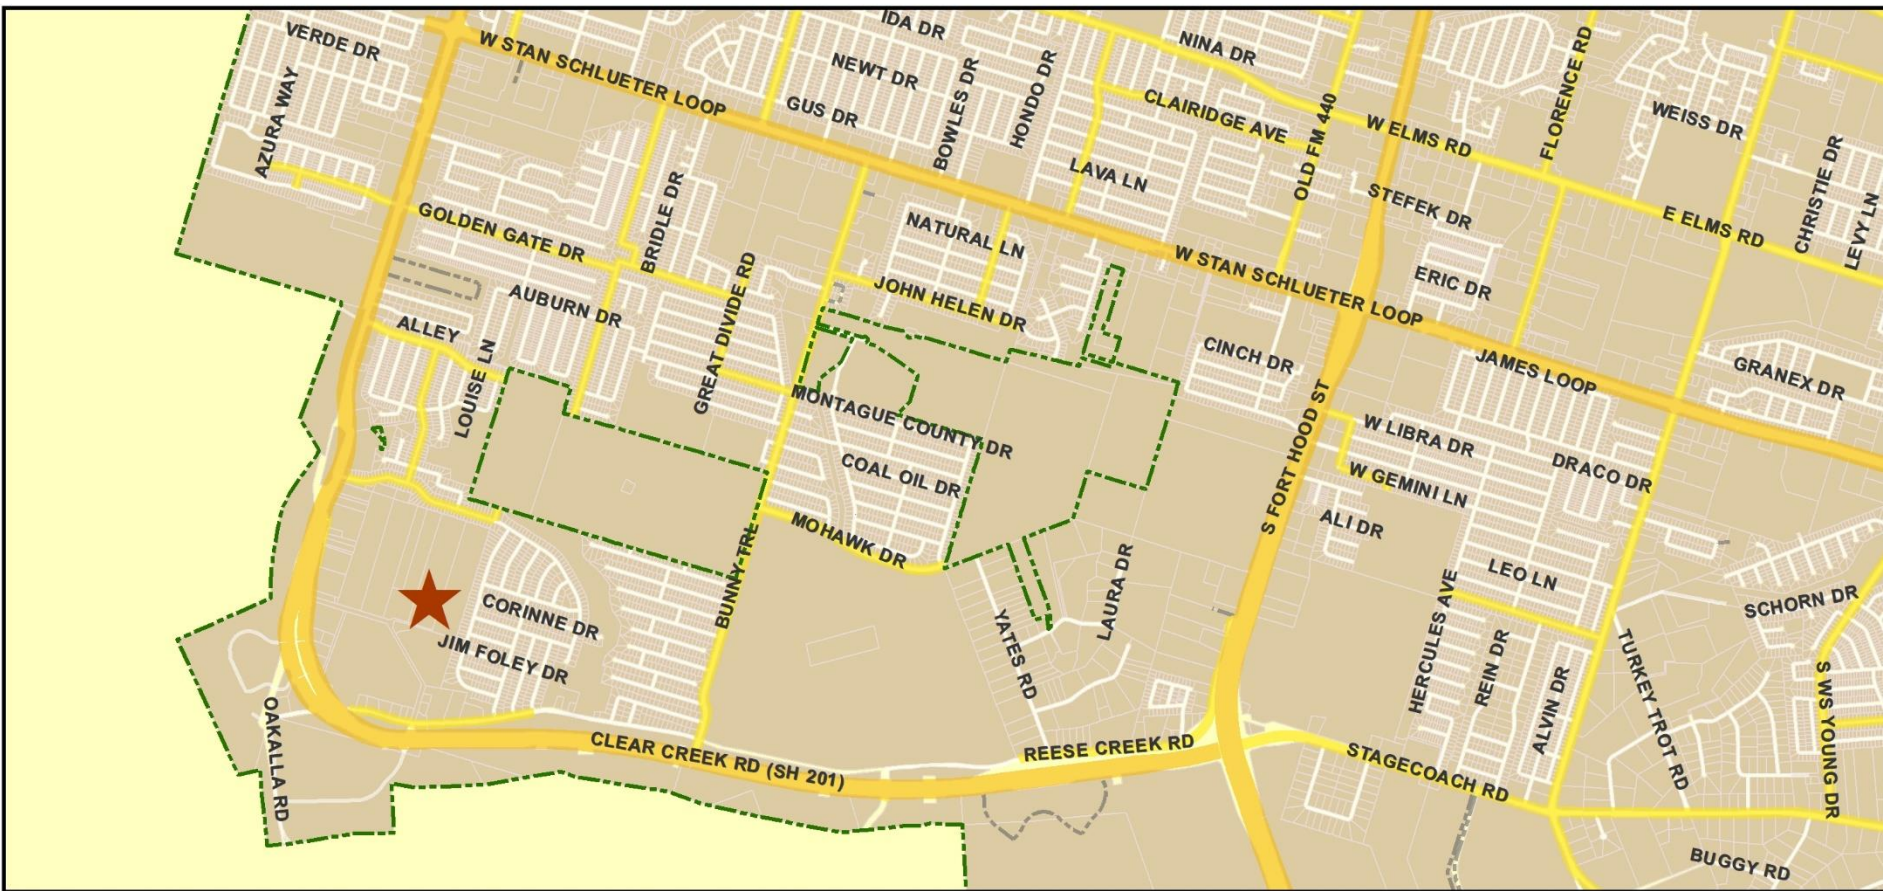 IDA DR
VERDE DR
NINA DR
W STAN SCHLUETER LOOP
NEWT DR
FLORENCE RD
GUS DR
BOWLES DR
HONDO DR
CLAIRIDGE AVE
OLD FM 440
W ELMS RD
WEISS DR
AZURA WAY
LAVA LN
STEFEK DR
CHRISTIE DR
LEVY LN
E ELMS RD
GOLDEN GATE DR
BRIDLE DR
NATURAL LN
W STAN SCHLUETER LOOP
ERIC DR
AUBURN DR
GREAT DIVIDE RD
JOHN HELEN DR
ALLEY
LOUISE LN
CINCH DR
JAMES LOOP
GRANEX DR
MONTAGUE COUNTY DR
S FORT HOOD ST
W LIBRA DR
COAL OIL DR
W GEMINI LN
DRACO DR
MOHAWK DR
ALI DR
BUNNY TRL
LAURA DR
LEO LN
CORINNE DR
SCHORN DR
HERCULES AVE
JIM FOLEY DR
YATES RD
REIN DR
TURKEY TROT RD
ALVIN DR
S WS YOUNG DR
OAKALLA RD
CLEAR CREEK RD (SH 201)
REESE CREEK RD
STAGECOACH RD
BUGGY RD